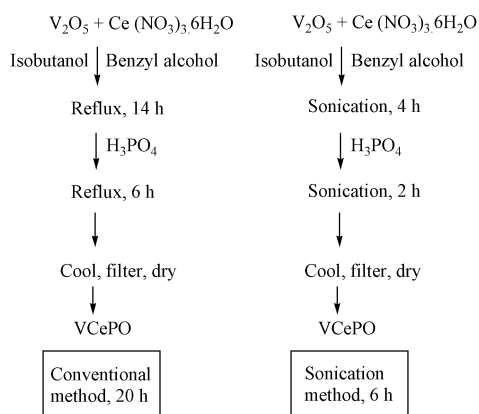 V₂O₅ + Ce (NO₃)₃.6H₂O
Isobutanol Benzyl alcohol
Reflux, 14 h
H₃PO₄
Reflux, 6 h
Cool, filter, dry
VCePO
Conventional
method, 20 h
V₂O₅ + Ce (NO₃)₃.6H₂O
Isobutanol Benzyl alcohol
Sonication, 4 h
H₃PO₄
Sonication, 2 h
Cool, filter, dry
VCePO
Sonication
method, 6 h